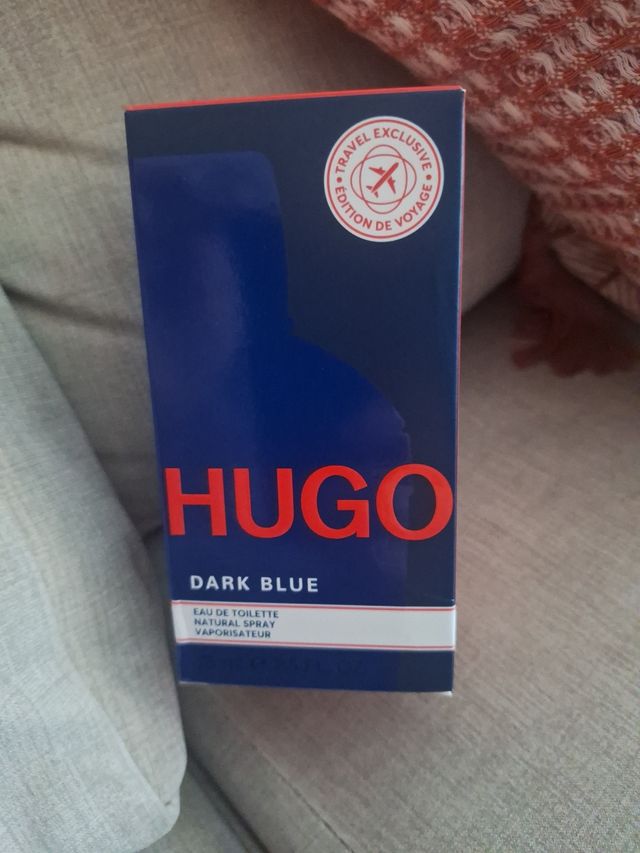 • TRAVEL EXCLUSIVE •
ÉDITION DE VOYAGE
HUGO
DARK BLUE
EAU DE TOILETTE
NATURAL SPRAY
VAPORISATEUR